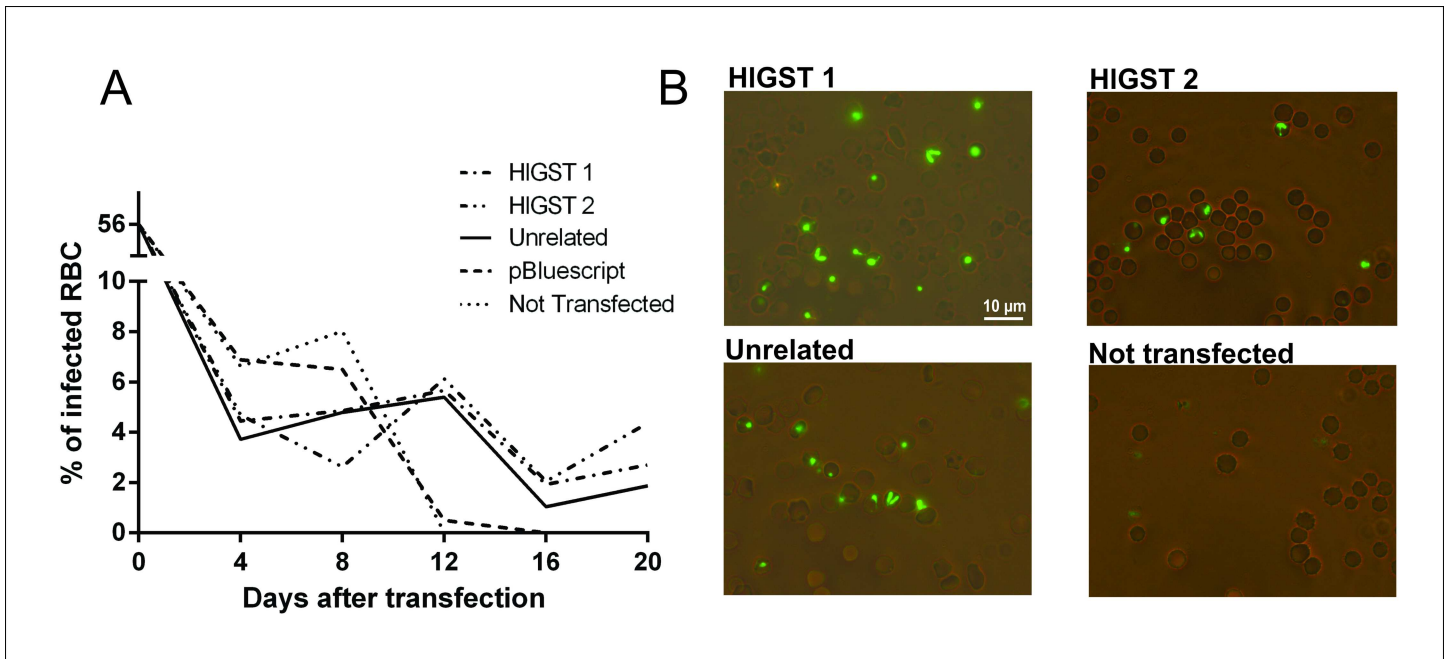 A
HlGST 1
HlGST 2
Unrelated
pBluescript
Not Transfected
% of infected RBC
56
10
8
6
4
2
0
0 4 8 12 16 20
Days after transfection
B
HlGST 1
HlGST 2
10 µm
Unrelated
Not transfected